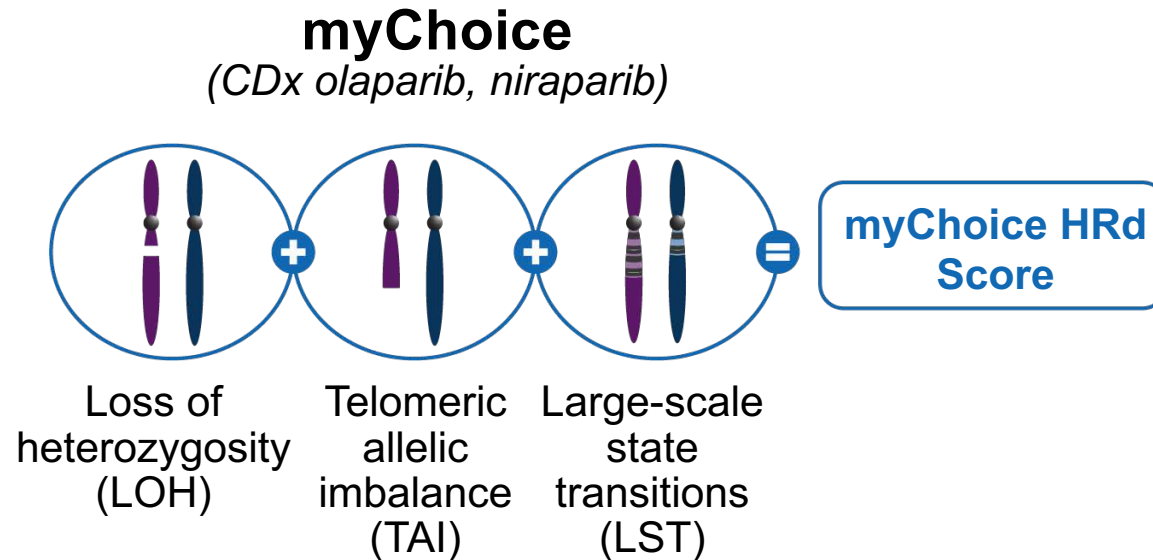 myChoice
(CDx olaparib, niraparib)
+
+
=
myChoice HRd
Score
Loss of
heterozygosity
(LOH)
Telomeric
allelic
imbalance
(TAI)
Large-scale
state
transitions
(LST)